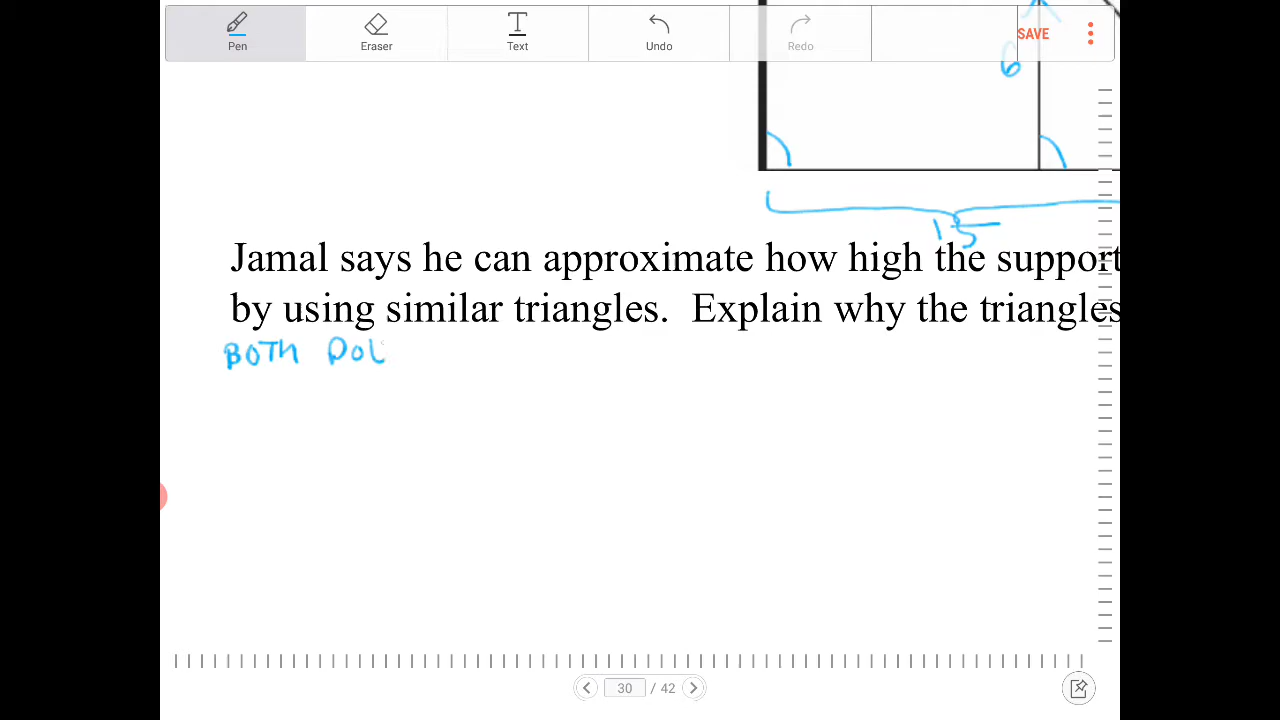 Pen Eraser Text Undo Redo SAVE
6
15
Jamal says he can approximate how high the support
by using similar triangles. Explain why the triangles
BOTH POL
30 / 42